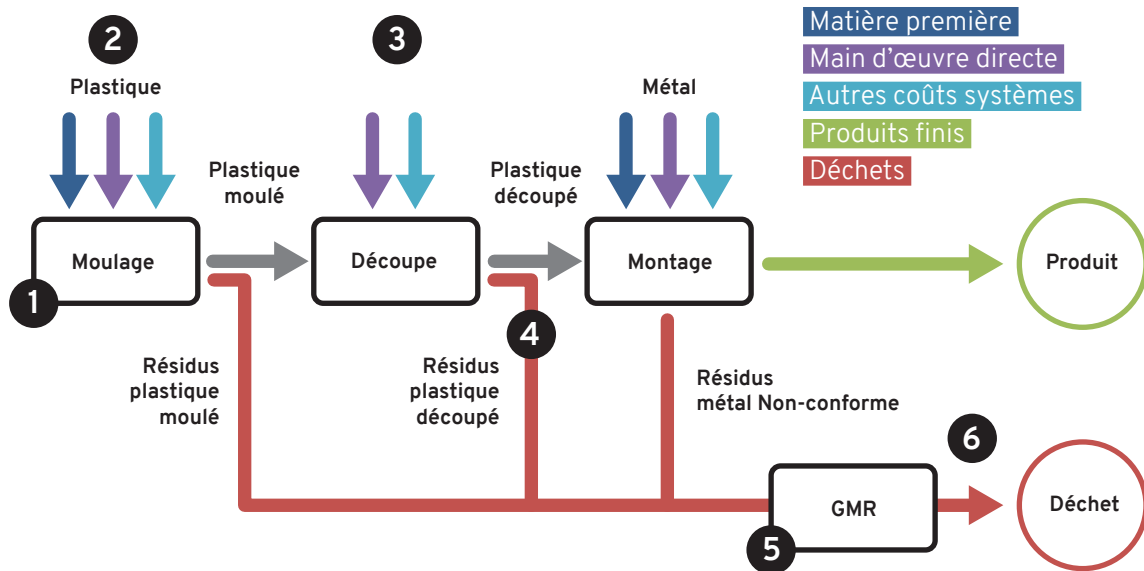 2
3
Plastique
Métal
Matière première
Main d'œuvre directe
Autres coûts systèmes
Produits finis
Déchets
Plastique
moulé
Plastique
découpé
Moulage
Découpe
Montage
Produit
1
4
Résidus
plastique
moulé
Résidus
plastique
découpé
Résidus
métal Non-conforme
6
GMR
Déchet
5